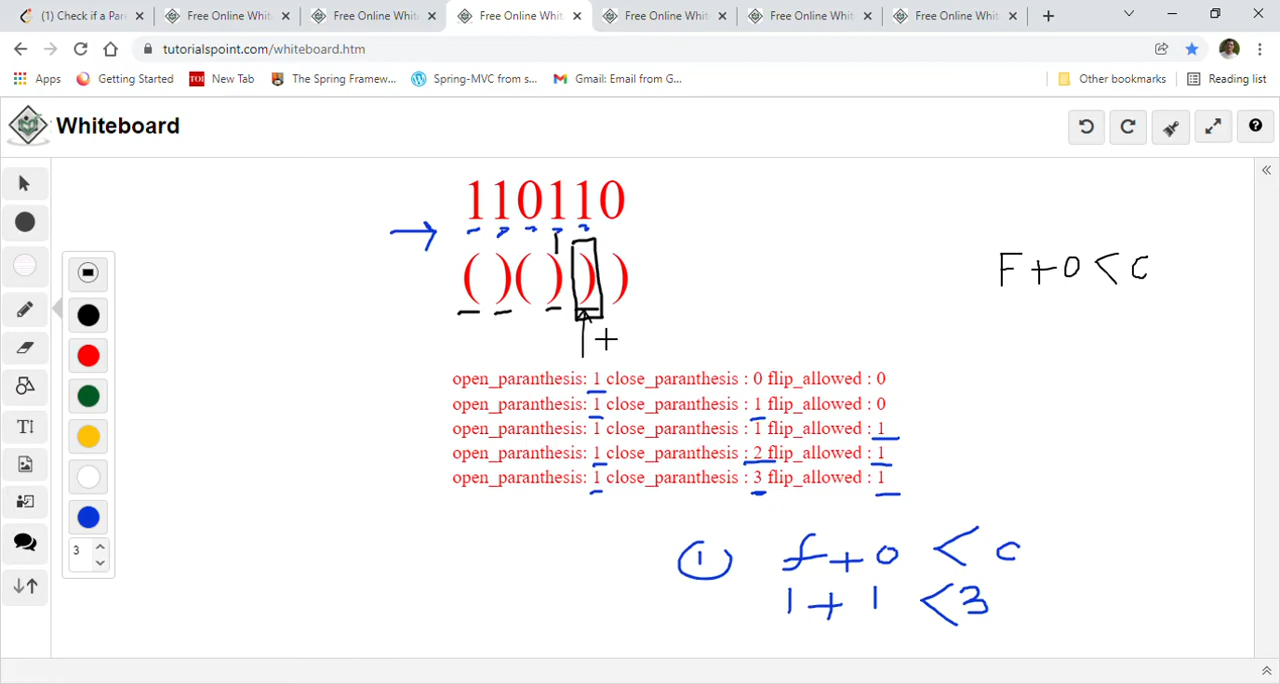 (1) Check if a Par
Free Online Whit
Free Online Whit
Free Online Whit
Free Online Whit
Free Online Whit
Free Online Whit
tutorialspoint.com/whiteboard.htm
Apps
Getting Started
TOI New Tab
The Spring Framew...
Spring-MVC from s...
Gmail: Email from G...
Other bookmarks
Reading list
Whiteboard
110110
()()))
F+O<C
+
open_paranthesis: 1 close_paranthesis : 0 flip_allowed : 0
open_paranthesis: 1 close_paranthesis : 1 flip_allowed : 0
open_paranthesis: 1 close_paranthesis : 1 flip_allowed : 1
open_paranthesis: 1 close_paranthesis : 2 flip_allowed : 1
open_paranthesis: 1 close_paranthesis : 3 flip_allowed : 1
3
① f+o < c
1+1 <3